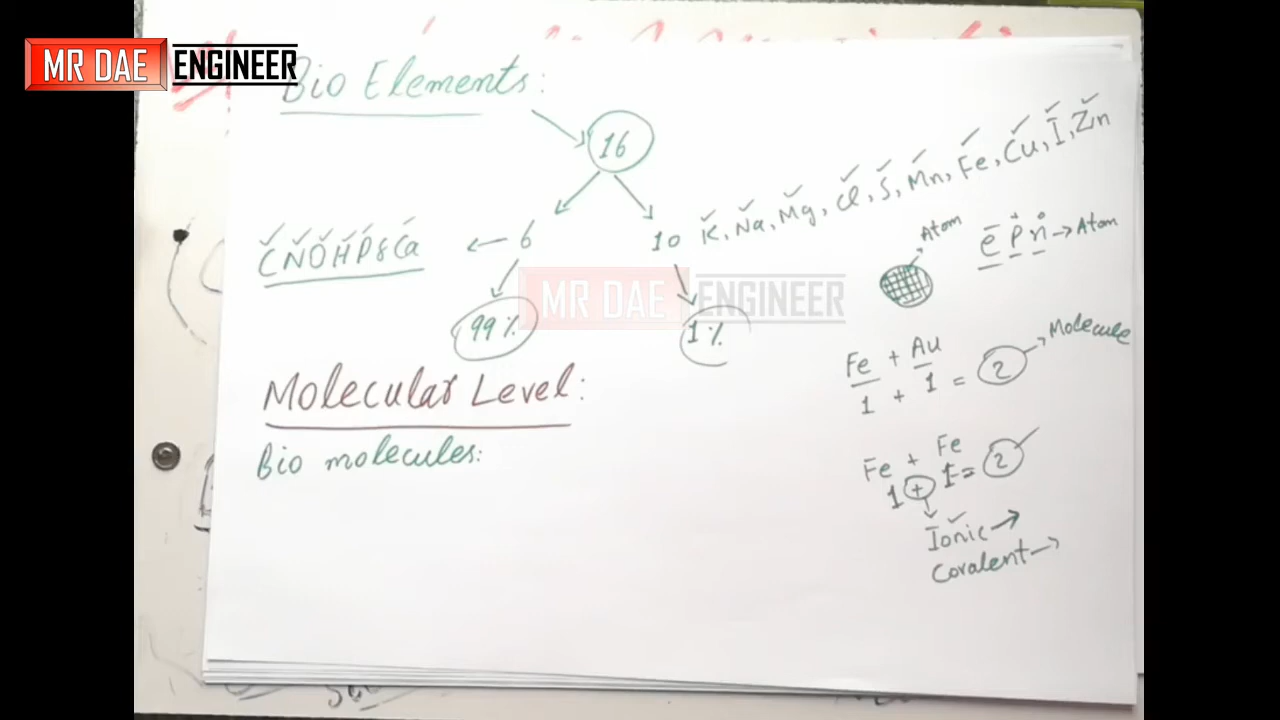 MR DAE ENGINEER
Bio Elements:
16
6
10 K, Na, Mg, Cl, S, Mn, Fe, Cu, I, Zn
CNOHP&Ca
99%
1%
Atom
e p n → Atom
MR DAE ENGINEER
Fe + Au
1 + 1 = 2 → Molecule
Molecular Level:
Bio molecules:
Fe + Fe
1 + 1 = 2
Ionic →
Covalent →